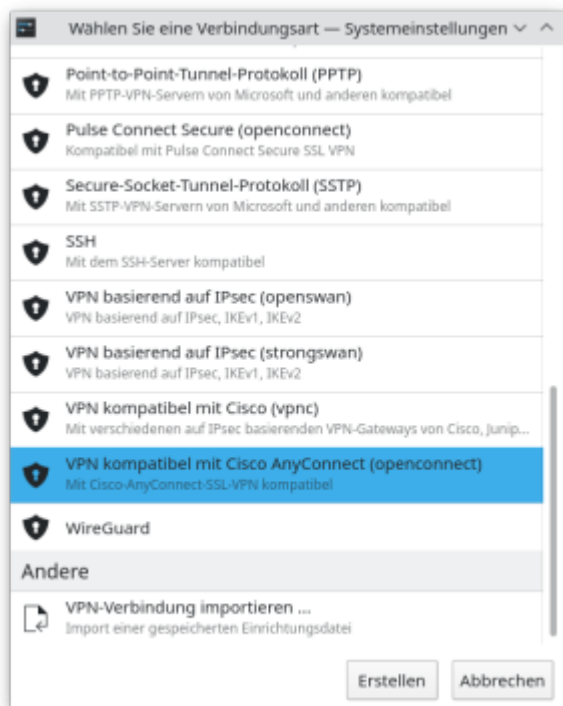 Wählen Sie eine Verbindungsart — Systemeinstellungen
Point-to-Point-Tunnel-Protokoll (PPTP)
Mit PPTP-VPN-Servern von Microsoft und anderen kompatibel
Pulse Connect Secure (openconnect)
Kompatibel mit Pulse Connect Secure SSL VPN
Secure-Socket-Tunnel-Protokoll (SSTP)
Mit SSTP-VPN-Servern von Microsoft und anderen kompatibel
SSH
Mit dem SSH-Server kompatibel
VPN basierend auf IPsec (openswan)
VPN basierend auf IPsec, IKEv1, IKEv2
VPN basierend auf IPsec (strongswan)
VPN basierend auf IPsec, IKEv1, IKEv2
VPN kompatibel mit Cisco (vpnc)
Mit verschiedenen auf IPsec basierenden VPN-Gateways von Cisco, Junip...
VPN kompatibel mit Cisco AnyConnect (openconnect)
Mit Cisco-AnyConnect-SSL-VPN kompatibel
WireGuard
Andere
VPN-Verbindung importieren ...
Import einer gespeicherten Einrichtungsdatei
Erstellen Abbrechen